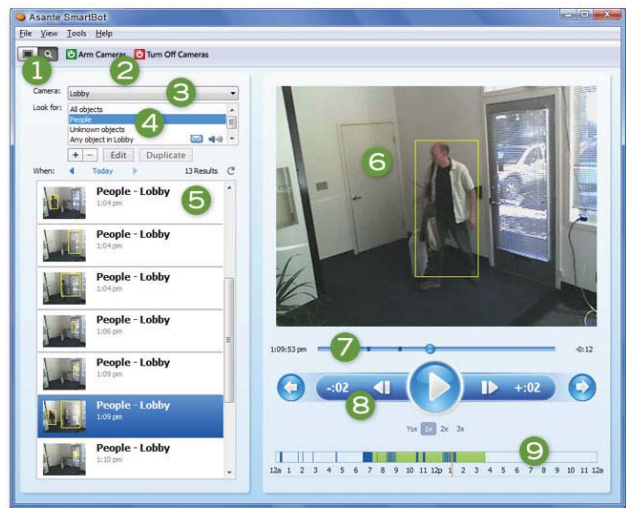 Asante SmartBot
File View Tools Help
Arm Cameras Turn Off Cameras
1
2
Camera: Lobby
3
Look for: All objects
People
Unknown objects
Any object in Lobby
4
+ - Edit Duplicate
When: Today 13 Results
5
People - Lobby
1:04 pm
People - Lobby
1:04 pm
People - Lobby
1:04 pm
People - Lobby
1:06 pm
People - Lobby
1:09 pm
People - Lobby
1:09 pm
People - Lobby
1:10 pm
6
1:09:53 pm -0:12
7
-:02 +:02
8
½x 1x 2x 3x
9
12a 1 2 3 4 5 6 7 8 9 10 11 12p 1 2 3 4 5 6 7 8 9 10 11 12a